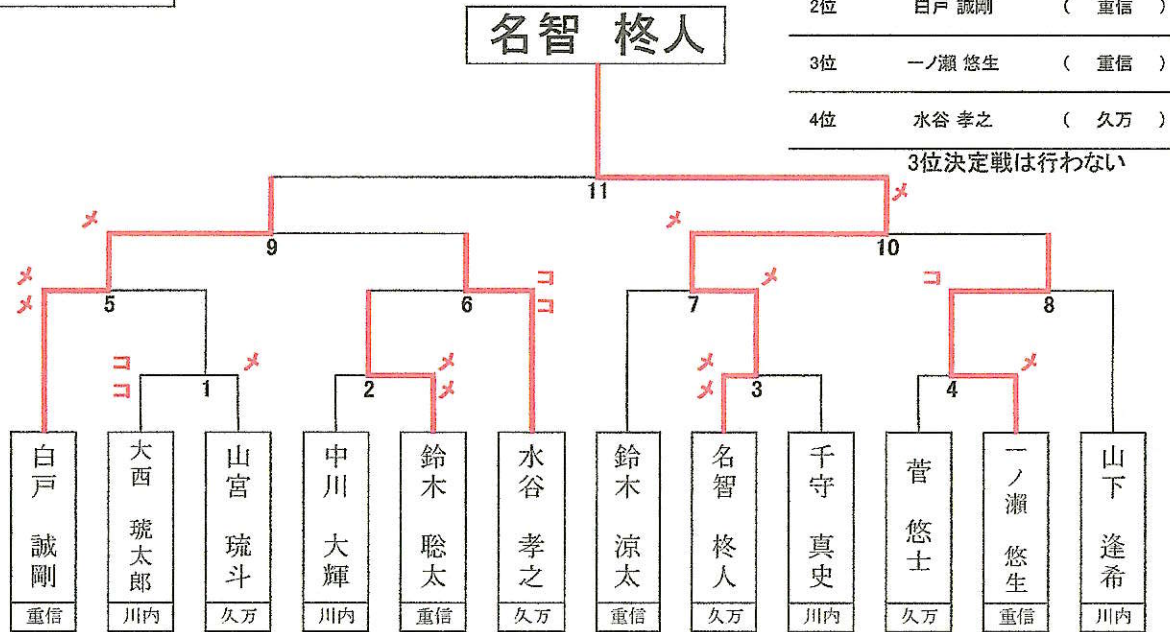 名智 柊人
2位 白戸 誠剛 （ 重信 ）
3位 一ノ瀬 悠生 （ 重信 ）
4位 水谷 孝之 （ 久万 ）
3位決定戦は行わない
11
メ
メ メ
9 10
メ コ メ コ
メ 5 6 コ 7 8
コ メ メ メ メ
コ 1 2 メ メ 3 4
白戸 誠剛
重信
大西 琥太郎
川内
山宮 琉斗
久万
中川 大輝
川内
鈴木 聡太
重信
水谷 孝之
久万
鈴木 涼太
重信
名智 柊人
久万
千守 真史
川内
菅 悠士
久万
一ノ瀬 悠生
重信
山下 逢希
川内